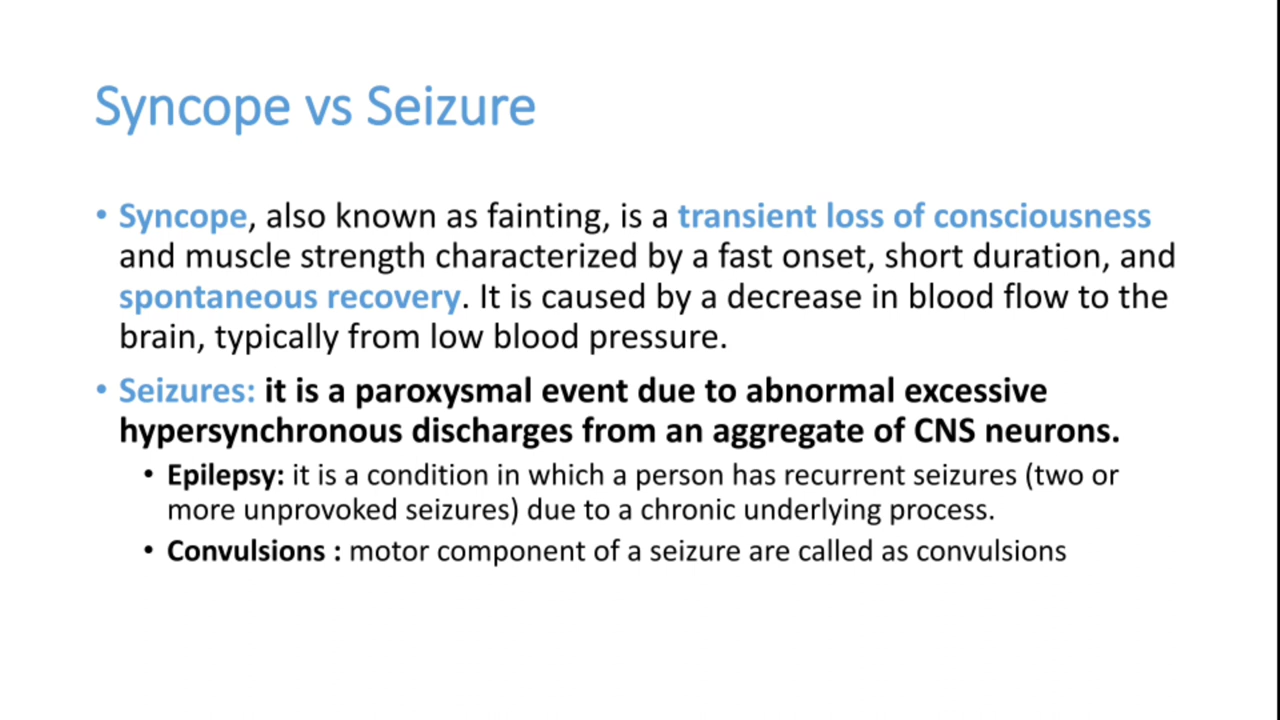 Syncope vs Seizure
• Syncope, also known as fainting, is a transient loss of consciousness
and muscle strength characterized by a fast onset, short duration, and
spontaneous recovery. It is caused by a decrease in blood flow to the
brain, typically from low blood pressure.
• Seizures: it is a paroxysmal event due to abnormal excessive
hypersynchronous discharges from an aggregate of CNS neurons.
• Epilepsy: it is a condition in which a person has recurrent seizures (two or
more unprovoked seizures) due to a chronic underlying process.
• Convulsions : motor component of a seizure are called as convulsions